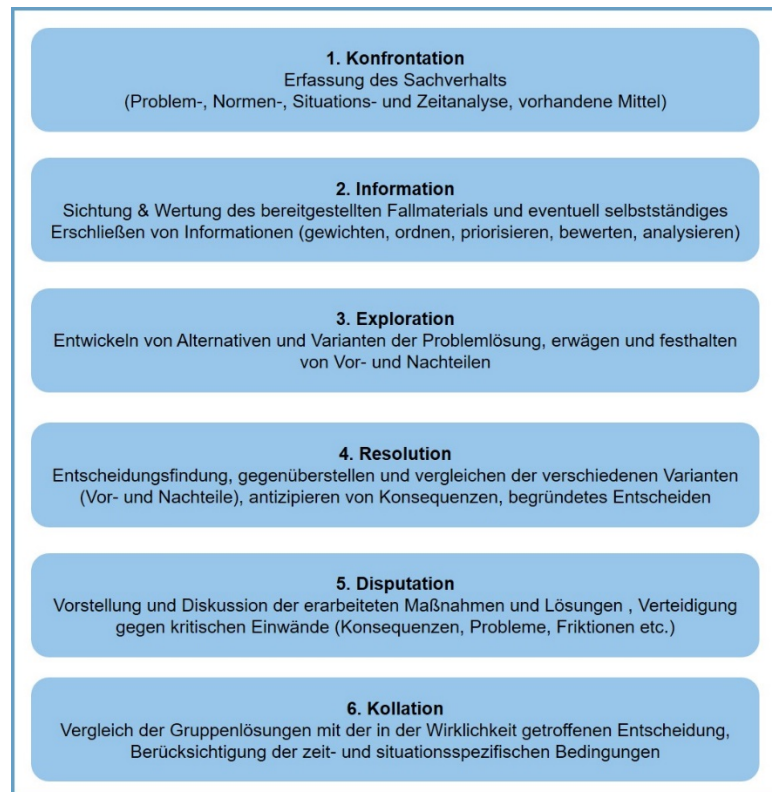 1. Konfrontation
Erfassung des Sachverhalts
(Problem-, Normen-, Situations- und Zeitanalyse, vorhandene Mittel)
2. Information
Sichtung & Wertung des bereitgestellten Fallmaterials und eventuell selbstständiges
Erschließen von Informationen (gewichten, ordnen, priorisieren, bewerten, analysieren)
3. Exploration
Entwickeln von Alternativen und Varianten der Problemlösung, erwägen und festhalten
von Vor- und Nachteilen
4. Resolution
Entscheidungsfindung, gegenüberstellen und vergleichen der verschiedenen Varianten
(Vor- und Nachteile), antizipieren von Konsequenzen, begründetes Entscheiden
5. Disputation
Vorstellung und Diskussion der erarbeiteten Maßnahmen und Lösungen , Verteidigung
gegen kritischen Einwände (Konsequenzen, Probleme, Friktionen etc.)
6. Kollation
Vergleich der Gruppenlösungen mit der in der Wirklichkeit getroffenen Entscheidung,
Berücksichtigung der zeit- und situationsspezifischen Bedingungen